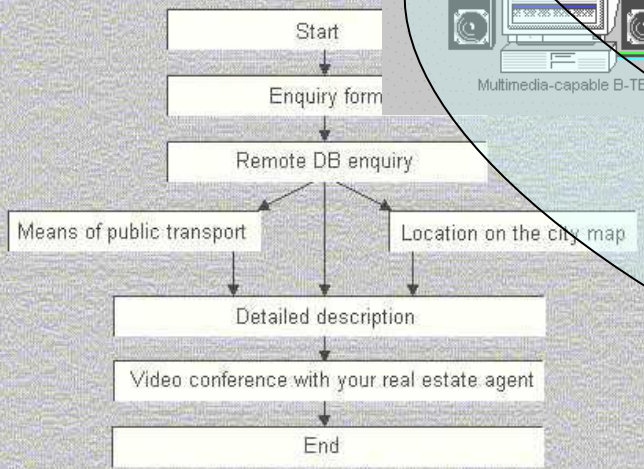 Start
Multimedia-capable B-TE
Enquiry form
Remote DB enquiry
Means of public transport
Location on the city map
Detailed description
Video conference with your real estate agent
End